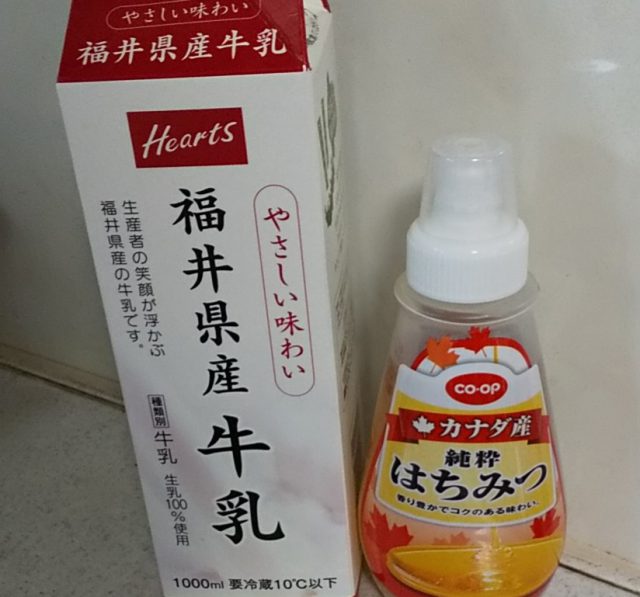 やさしい味わい
福井県産牛乳
Hearts
やさしい味わい
福井県産牛乳
生産者の笑顔が浮かぶ
福井県産の牛乳です。
種類別 牛乳 生乳100%使用
1000ml 要冷蔵10℃以下
CO·OP
カナダ産
純粋
はちみつ
香り豊かでコクのある味わい。